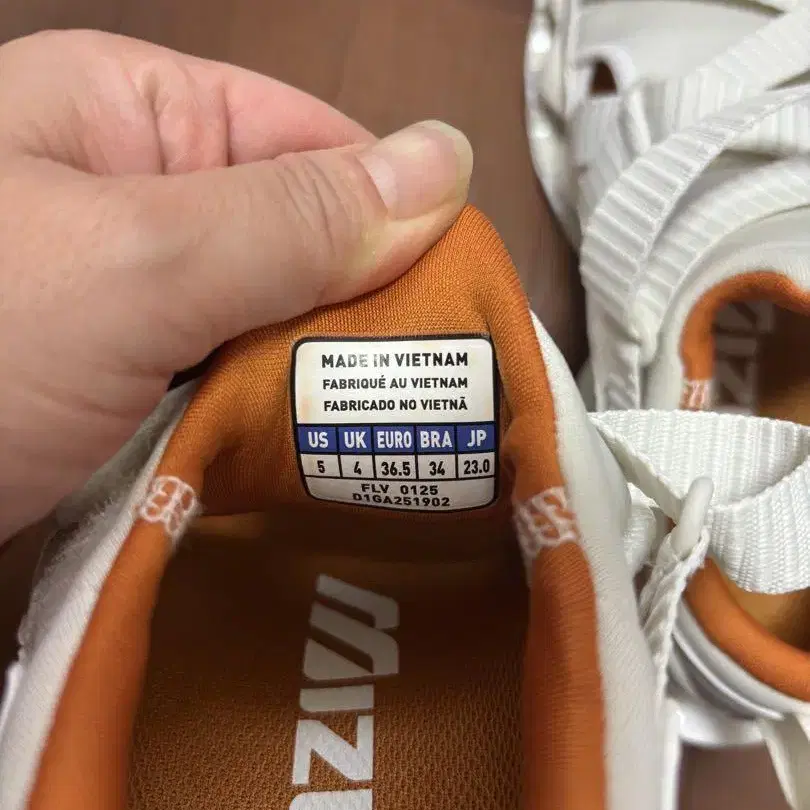 MADE IN VIETNAM
FABRIQUÉ AU VIETNAM
FABRICADO NO VIETNÃ
US UK EURO BRA JP
5 4 36.5 34 23.0
FLV 0125
D1GA251902